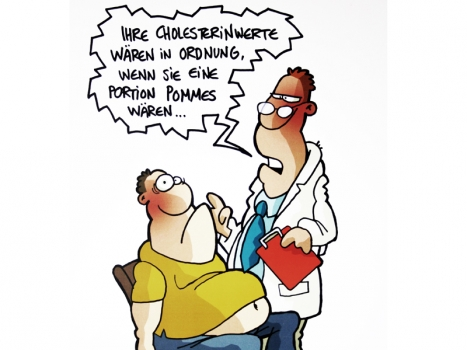 IHRE CHOLESTERINWERTE
WÄREN IN ORDNUNG,
WENN SIE EINE
PORTION POMMES
WÄREN...